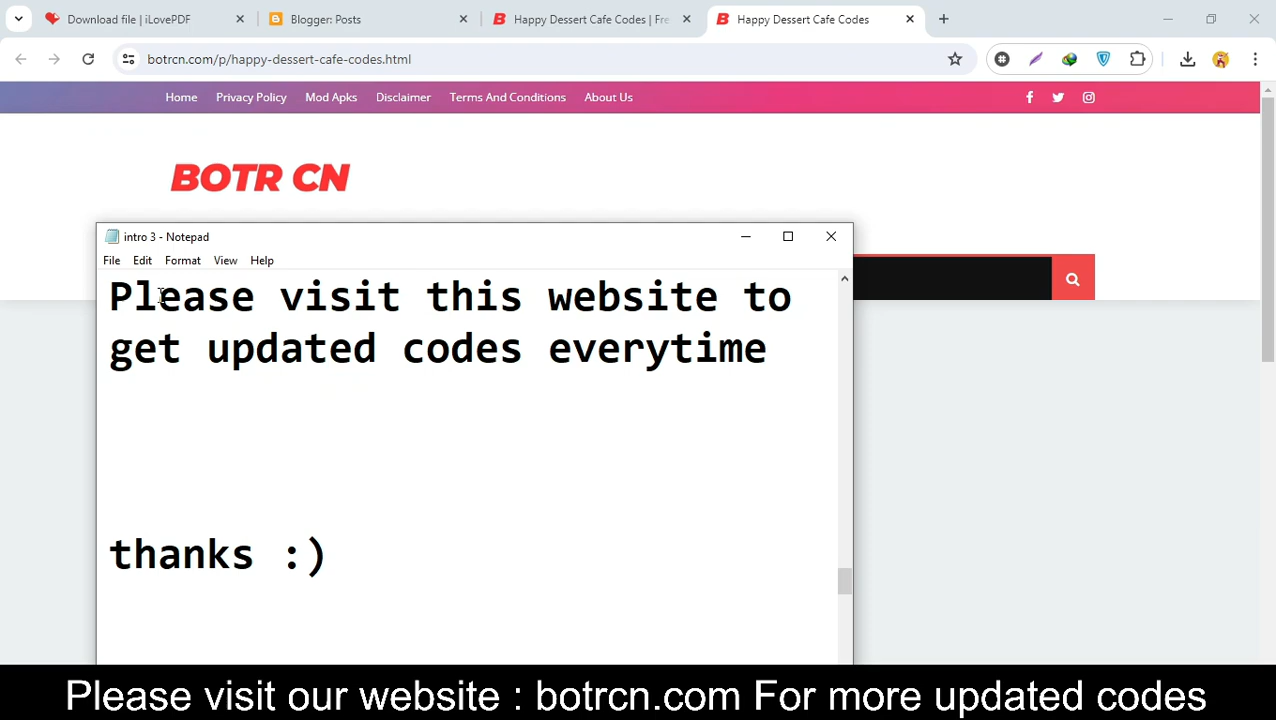 Download file | iLovePDF
Blogger: Posts
Happy Dessert Cafe Codes | Fre
Happy Dessert Cafe Codes
botrcn.com/p/happy-dessert-cafe-codes.html
Home Privacy Policy Mod Apks Disclaimer Terms And Conditions About Us
BOTR CN
intro 3 - Notepad
File Edit Format View Help
Please visit this website to
get updated codes everytime
thanks :)
Please visit our website : botrcn.com For more updated codes